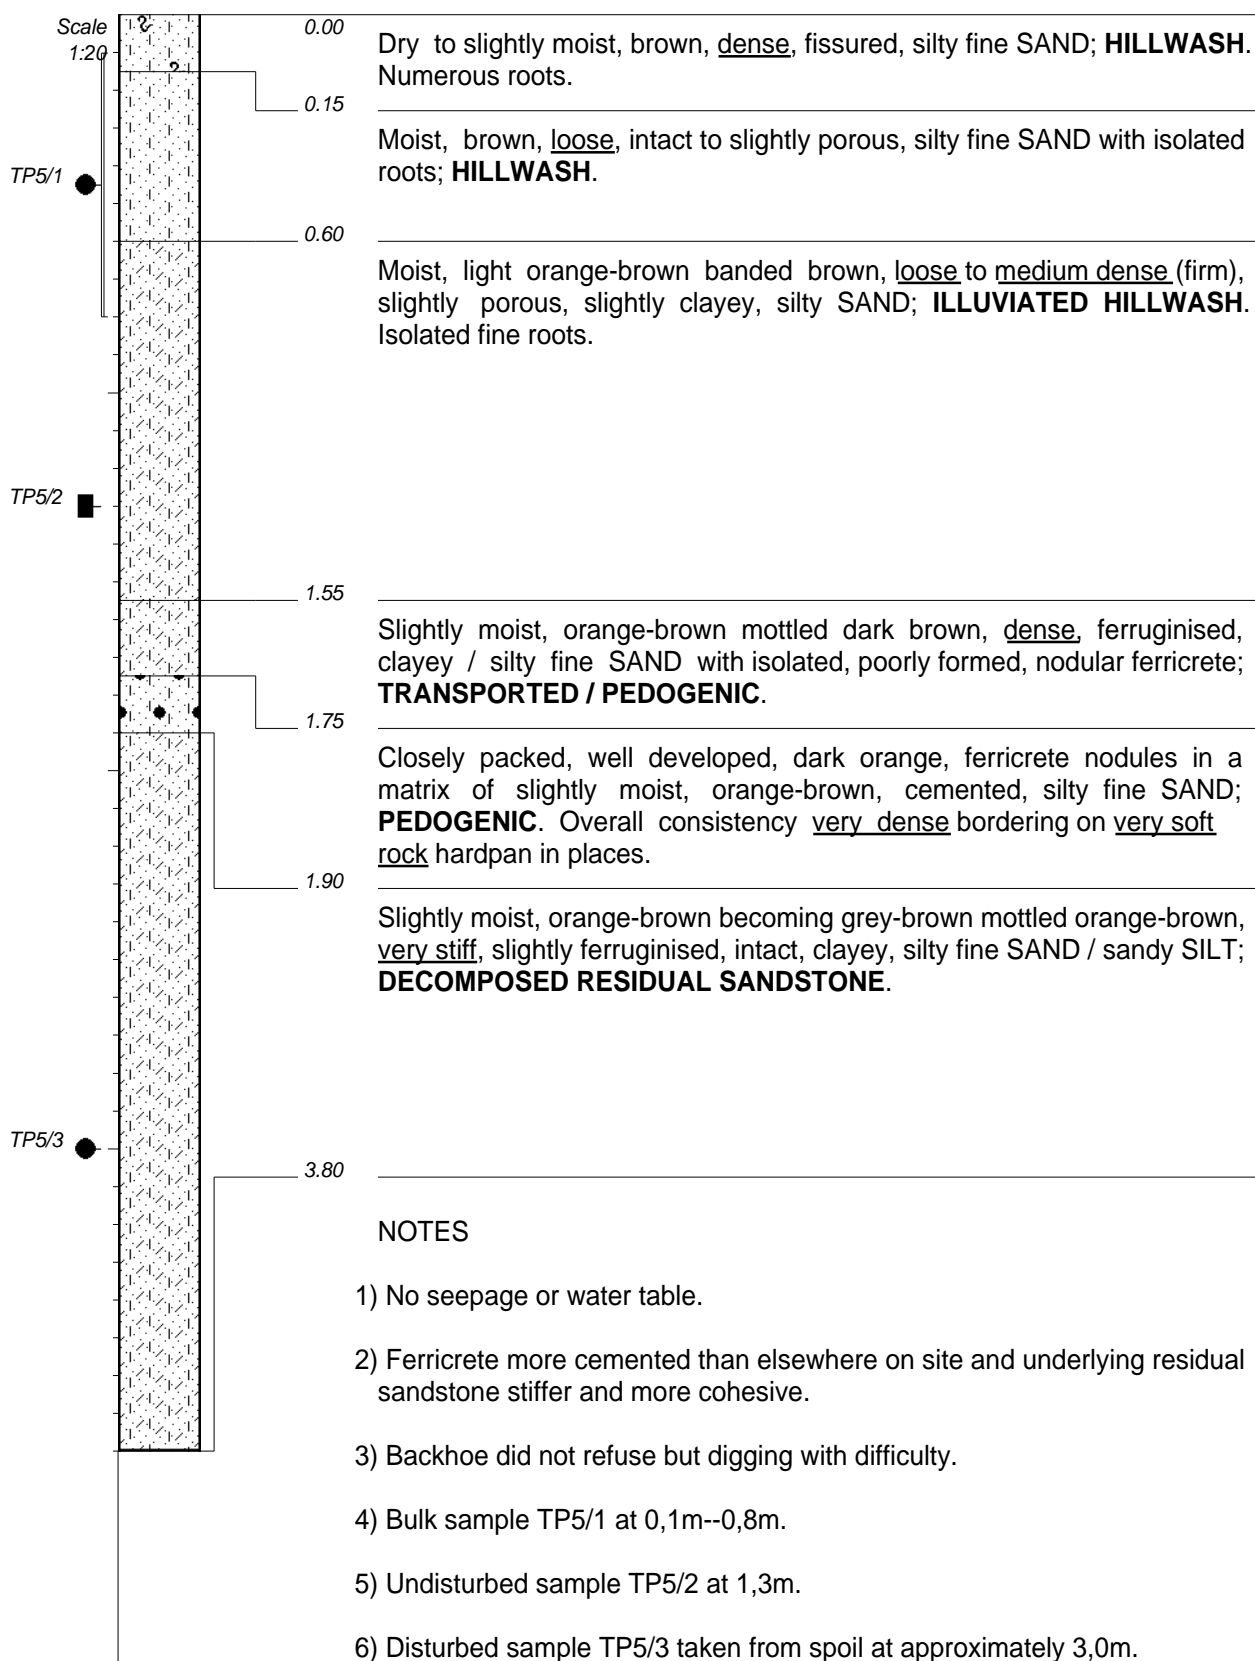 Scale
1:20
0.00
Dry to slightly moist, brown, dense, fissured, silty fine SAND; HILLWASH.
Numerous roots.
0.15
Moist, brown, loose, intact to slightly porous, silty fine SAND with isolated
roots; HILLWASH.
TP5/1
0.60
Moist, light orange-brown banded brown, loose to medium dense (firm),
slightly porous, slightly clayey, silty SAND; ILLUVIATED HILLWASH.
Isolated fine roots.
TP5/2
1.55
Slightly moist, orange-brown mottled dark brown, dense, ferruginised,
clayey / silty fine SAND with isolated, poorly formed, nodular ferricrete;
TRANSPORTED / PEDOGENIC.
1.75
Closely packed, well developed, dark orange, ferricrete nodules in a
matrix of slightly moist, orange-brown, cemented, silty fine SAND;
PEDOGENIC. Overall consistency very dense bordering on very soft
rock hardpan in places.
1.90
Slightly moist, orange-brown becoming grey-brown mottled orange-brown,
very stiff, slightly ferruginised, intact, clayey, silty fine SAND / sandy SILT;
DECOMPOSED RESIDUAL SANDSTONE.
TP5/3
3.80
NOTES
1) No seepage or water table.
2) Ferricrete more cemented than elsewhere on site and underlying residual
sandstone stiffer and more cohesive.
3) Backhoe did not refuse but digging with difficulty.
4) Bulk sample TP5/1 at 0,1m--0,8m.
5) Undisturbed sample TP5/2 at 1,3m.
6) Disturbed sample TP5/3 taken from spoil at approximately 3,0m.